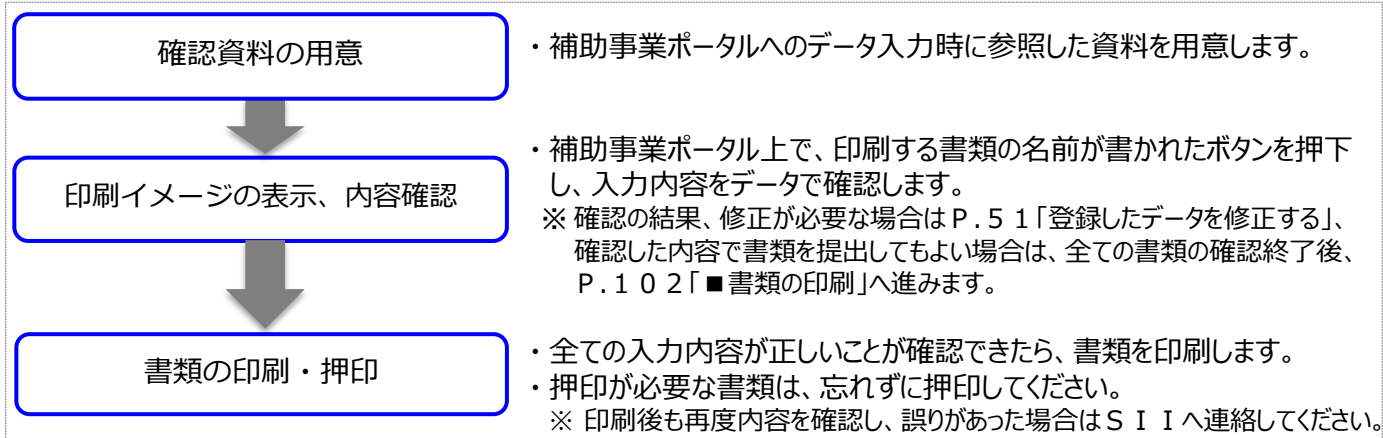 確認資料の用意
・補助事業ポータルへのデータ入力時に参照した資料を用意します。
印刷イメージの表示、内容確認
・補助事業ポータル上で、印刷する書類の名前が書かれたボタンを押下
し、入力内容をデータで確認します。
※ 確認の結果、修正が必要な場合はP.51「登録したデータを修正する」、
確認した内容で書類を提出してもよい場合は、全ての書類の確認終了後、
P.102「■書類の印刷」へ進みます。
書類の印刷・押印
・全ての入力内容が正しいことが確認できたら、書類を印刷します。
・押印が必要な書類は、忘れずに押印してください。
※ 印刷後も再度内容を確認し、誤りがあった場合はSIIへ連絡してください。